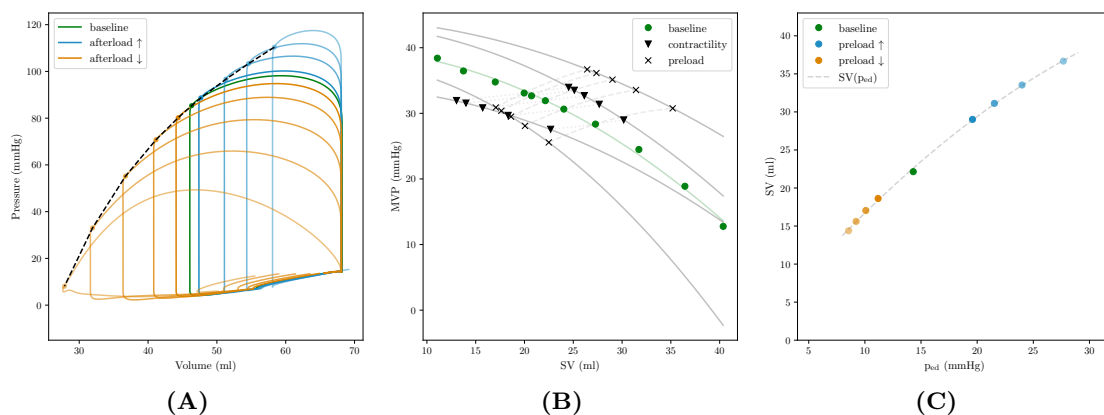 120
100
80
60
40
20
0
30
40
50
60
70
Pressure (mmHg)
Volume (ml)
baseline
afterload ↑
afterload ↓
(A)
40
30
20
10
0
10
15
20
25
30
35
40
MVP (mmHg)
SV (ml)
baseline
contractility
preload
(B)
40
35
30
25
20
15
10
5
0
5
10
15
20
25
30
SV (ml)
p_ed (mmHg)
baseline
preload ↑
preload ↓
SV(p_ed)
(C)